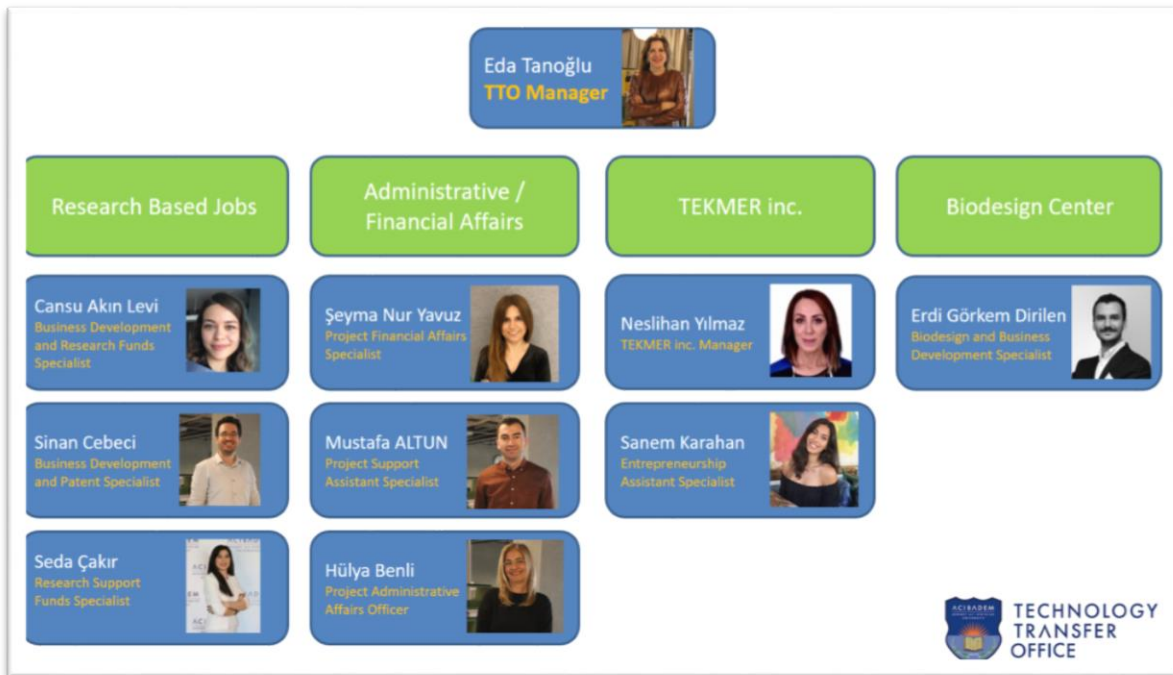 Eda Tanoğlu
TTO Manager
Research Based Jobs
Administrative /
Financial Affairs
TEKMER inc.
Biodesign Center
Cansu Akın Levi
Business Development
and Research Funds
Specialist
Şeyma Nur Yavuz
Project Financial Affairs
Specialist
Neslihan Yılmaz
TEKMER inc. Manager
Erdi Görkem Dirilen
Biodesign and Business
Development Specialist
Sinan Cebeci
Business Development
and Patent Specialist
Mustafa ALTUN
Project Support
Assistant Specialist
Sanem Karahan
Entrepreneurship
Assistant Specialist
Seda Çakır
Research Support
Funds Specialist
Hülya Benli
Project Administrative
Affairs Officer
ACIBADEM
UNIVERSITY
TECHNOLOGY
TRANSFER
OFFICE